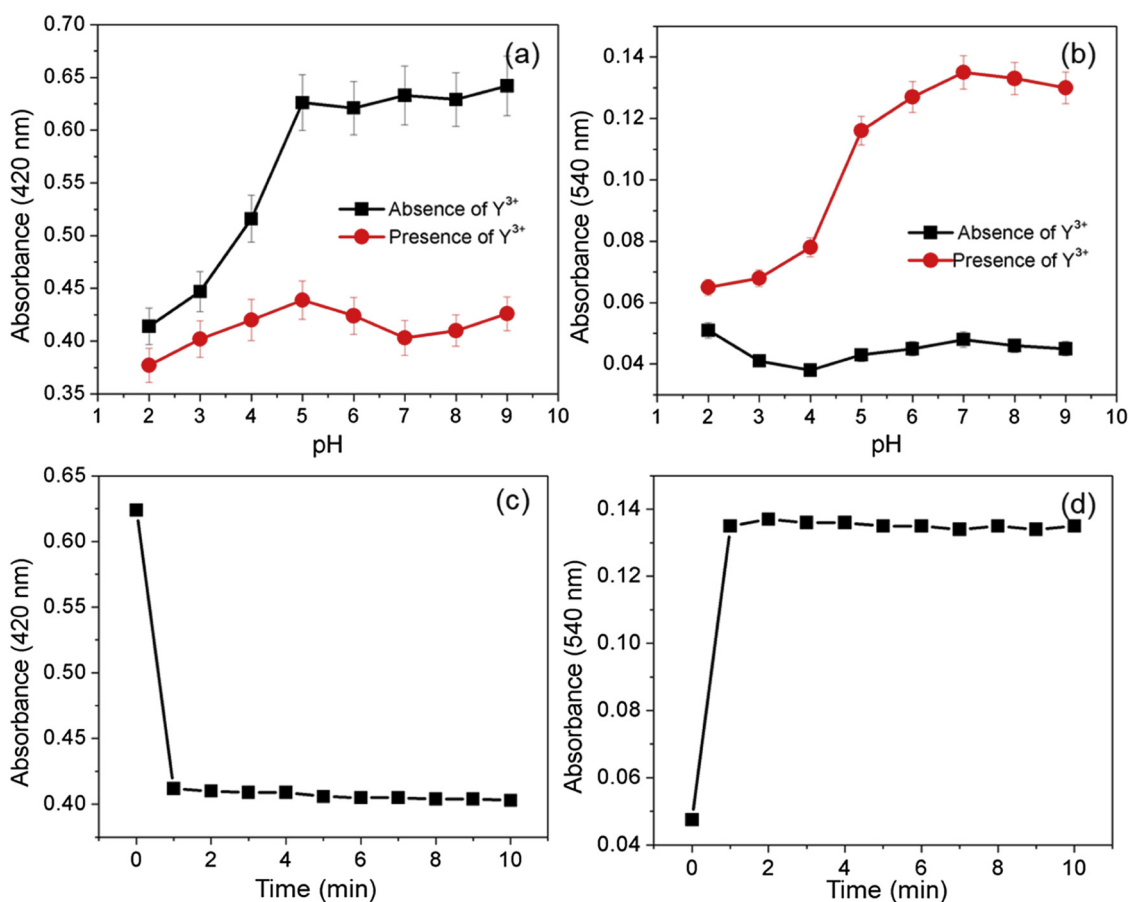 (a)
Absorbance (420 nm)
0.70
0.65
0.60
0.55
0.50
0.45
0.40
0.35
Absence of Y³⁺
Presence of Y³⁺
1 2 3 4 5 6 7 8 9 10
pH
(b)
Absorbance (540 nm)
0.14
0.12
0.10
0.08
0.06
0.04
Absence of Y³⁺
Presence of Y³⁺
1 2 3 4 5 6 7 8 9 10
pH
(c)
Absorbance (420 nm)
0.65
0.60
0.55
0.50
0.45
0.40
0 2 4 6 8 10
Time (min)
(d)
Absorbance (540 nm)
0.14
0.12
0.10
0.08
0.06
0.04
0 2 4 6 8 10
Time (min)